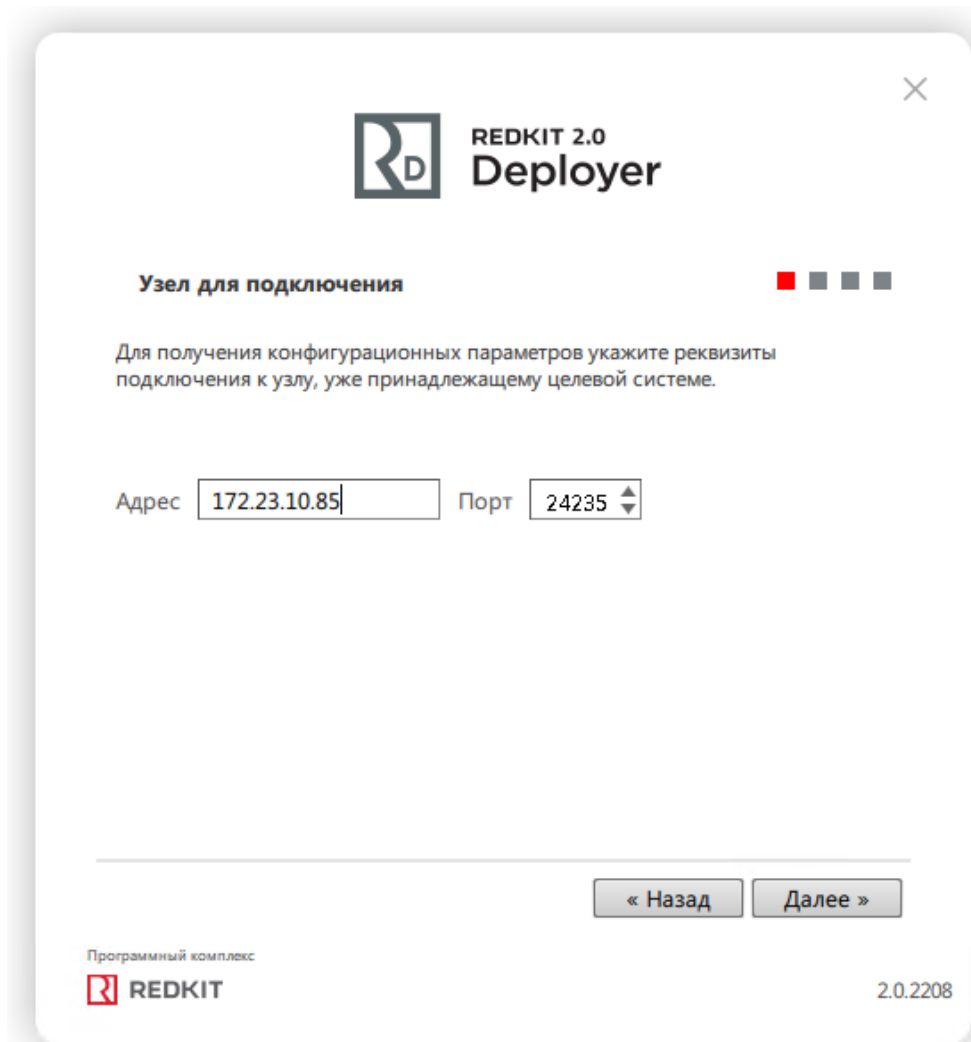 REDKIT 2.0
Deployer
Узел для подключения
Для получения конфигурационных параметров укажите реквизиты
подключения к узлу, уже принадлежащему целевой системе.
Адрес 172.23.10.85 Порт 24235
« Назад Далее »
Программный комплекс
REDKIT
2.0.2208